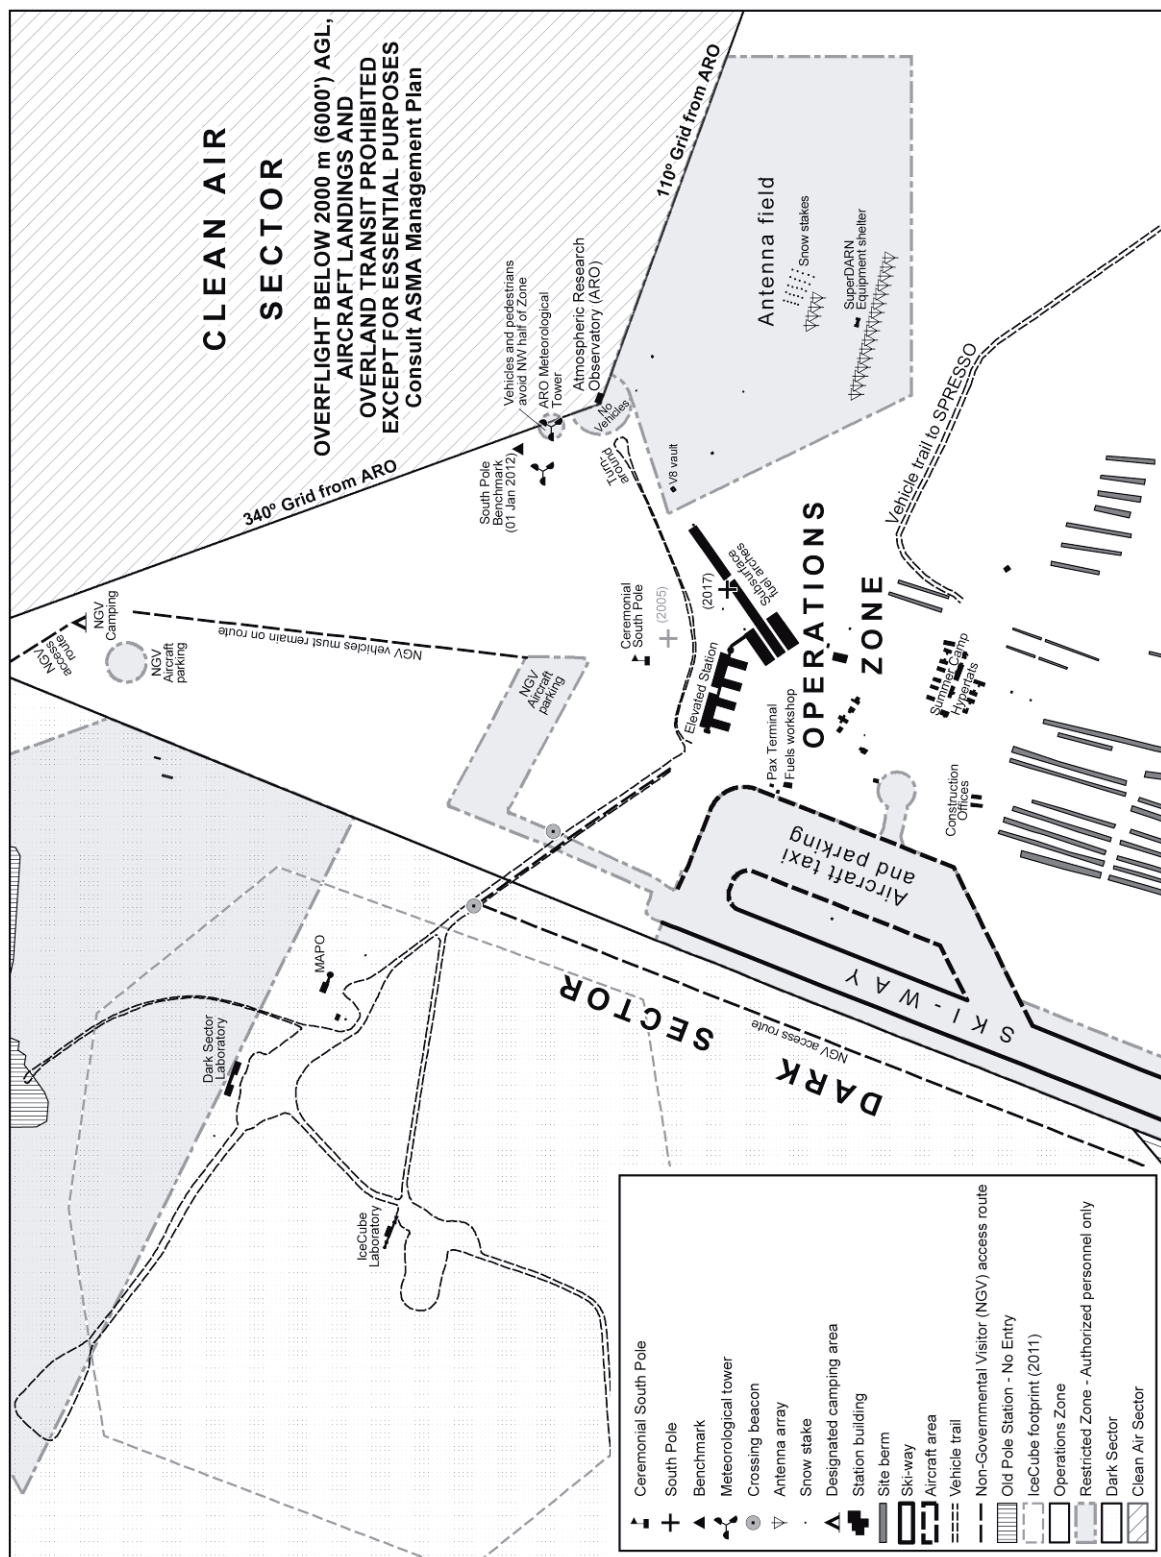 CLEAN AIR
SECTOR
OVERFLIGHT BELOW 2000 m (6000') AGL,
AIRCRAFT LANDINGS AND
OVERLAND TRANSIT PROHIBITED
EXCEPT FOR ESSENTIAL PURPOSES
Consult ASMA Management Plan
340º Grid from ARO
110º Grid from ARO
NGV
access
route
NGV
Camping
NGV
Aircraft
parking
NGV vehicles must remain on route
NGV
Aircraft
parking
South Pole
Benchmark
(01 Jan 2012)
Vehicles and pedestrians
avoid NW half of Zone
ARO Meteorological
Tower
Atmospheric Research
Observatory (ARO)
No
Vehicles
Turn-
around
V8 vault
Antenna field
Snow stakes
SuperDARN
Equipment shelter
Vehicle trail to SPRESSO
Ceremonial
South Pole
(2005)
(2017)
Subsurface
fuel arches
Elevated Station
OPERATIONS
ZONE
Pax Terminal
Fuels workshop
Summer Camp
Hypertats
Construction
Offices
Aircraft taxi
and parking
SKI-WAY
NGV access route
DARK SECTOR
MAPO
Dark Sector
Laboratory
IceCube
Laboratory
Ceremonial South Pole
South Pole
Benchmark
Meteorological tower
Crossing beacon
Antenna array
Snow stake
Designated camping area
Station building
Site berm
Ski-way
Aircraft area
Vehicle trail
Non-Governmental Visitor (NGV) access route
Old Pole Station - No Entry
IceCube footprint (2011)
Operations Zone
Restricted Zone - Authorized personnel only
Dark Sector
Clean Air Sector